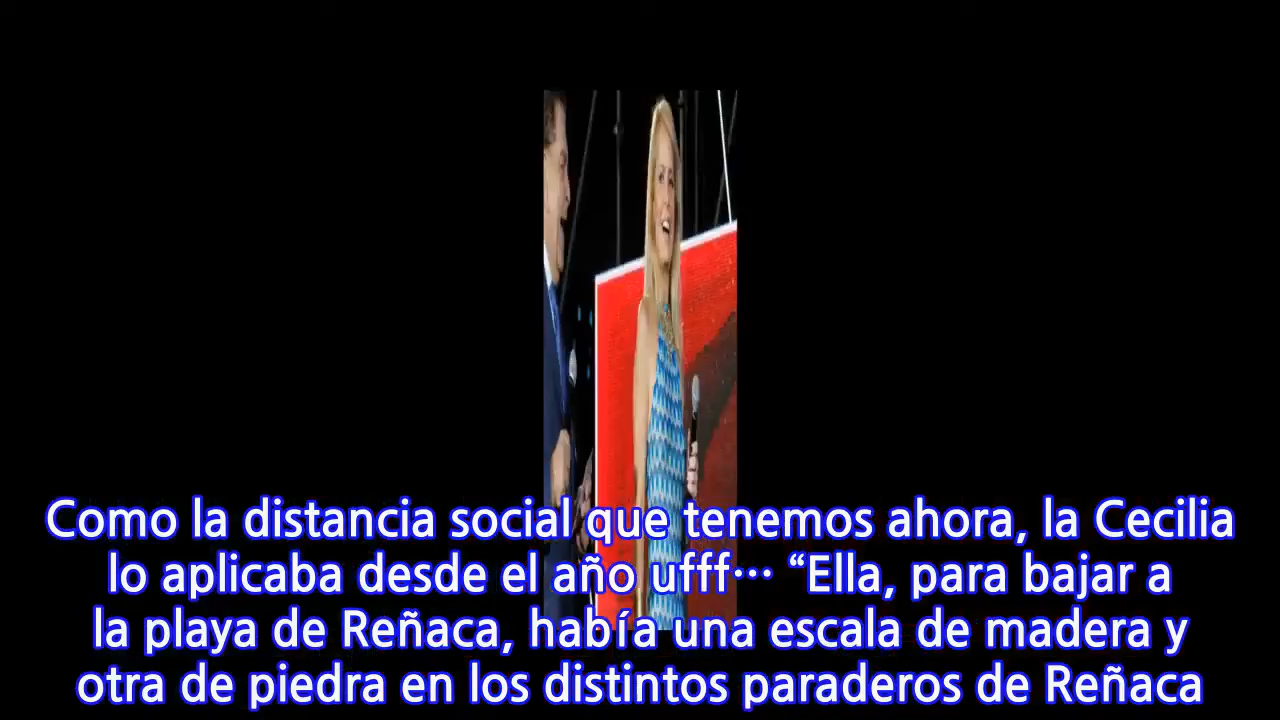 Como la distancia social que tenemos ahora, la Cecilia
lo aplicaba desde el año ufff… “Ella, para bajar a
la playa de Reñaca, había una escala de madera y
otra de piedra en los distintos paraderos de Reñaca